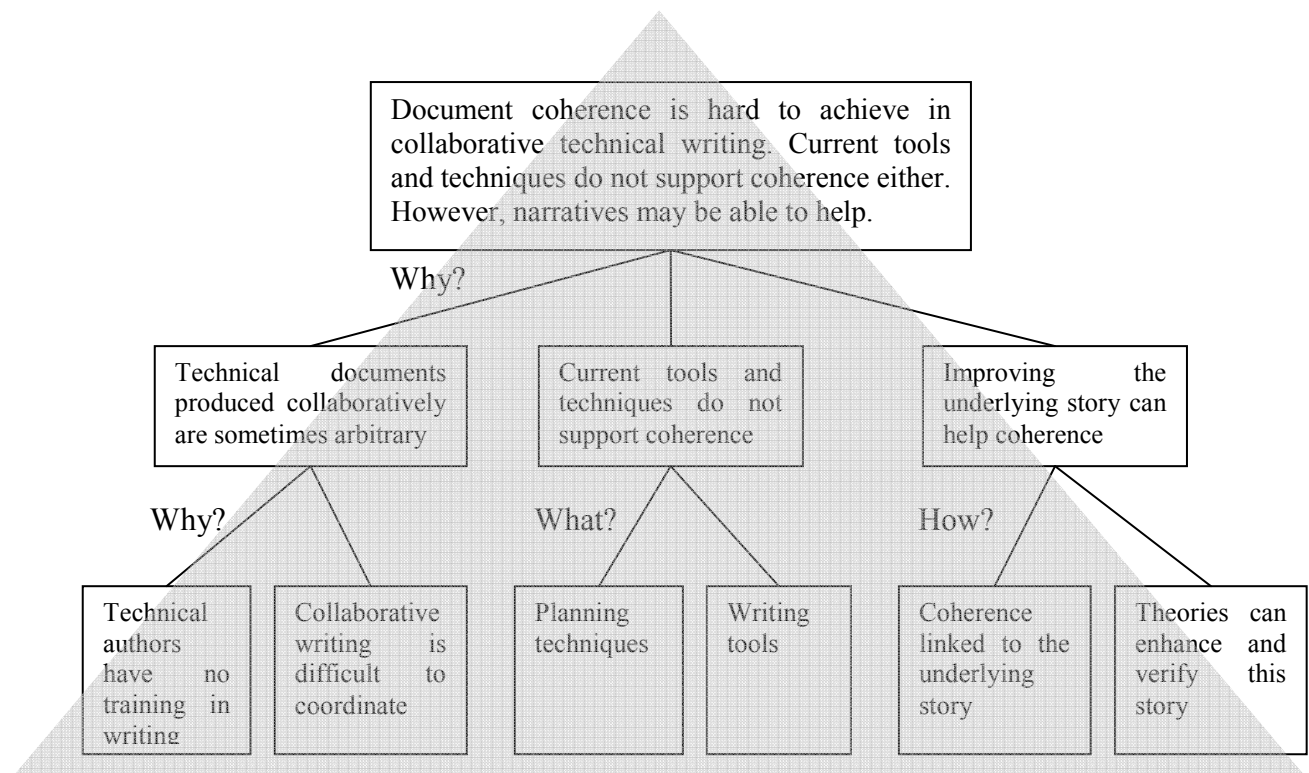 Document coherence is hard to achieve in
collaborative technical writing. Current tools
and techniques do not support coherence either.
However, narratives may be able to help.
Why?
Technical documents
produced collaboratively
are sometimes arbitrary
Current tools and
techniques do not
support coherence
Improving the
underlying story can
help coherence
Why?
What?
How?
Technical
authors
have no
training in
writing
Collaborative
writing is
difficult to
coordinate
Planning
techniques
Writing
tools
Coherence
linked to the
underlying
story
Theories can
enhance and
verify this
story